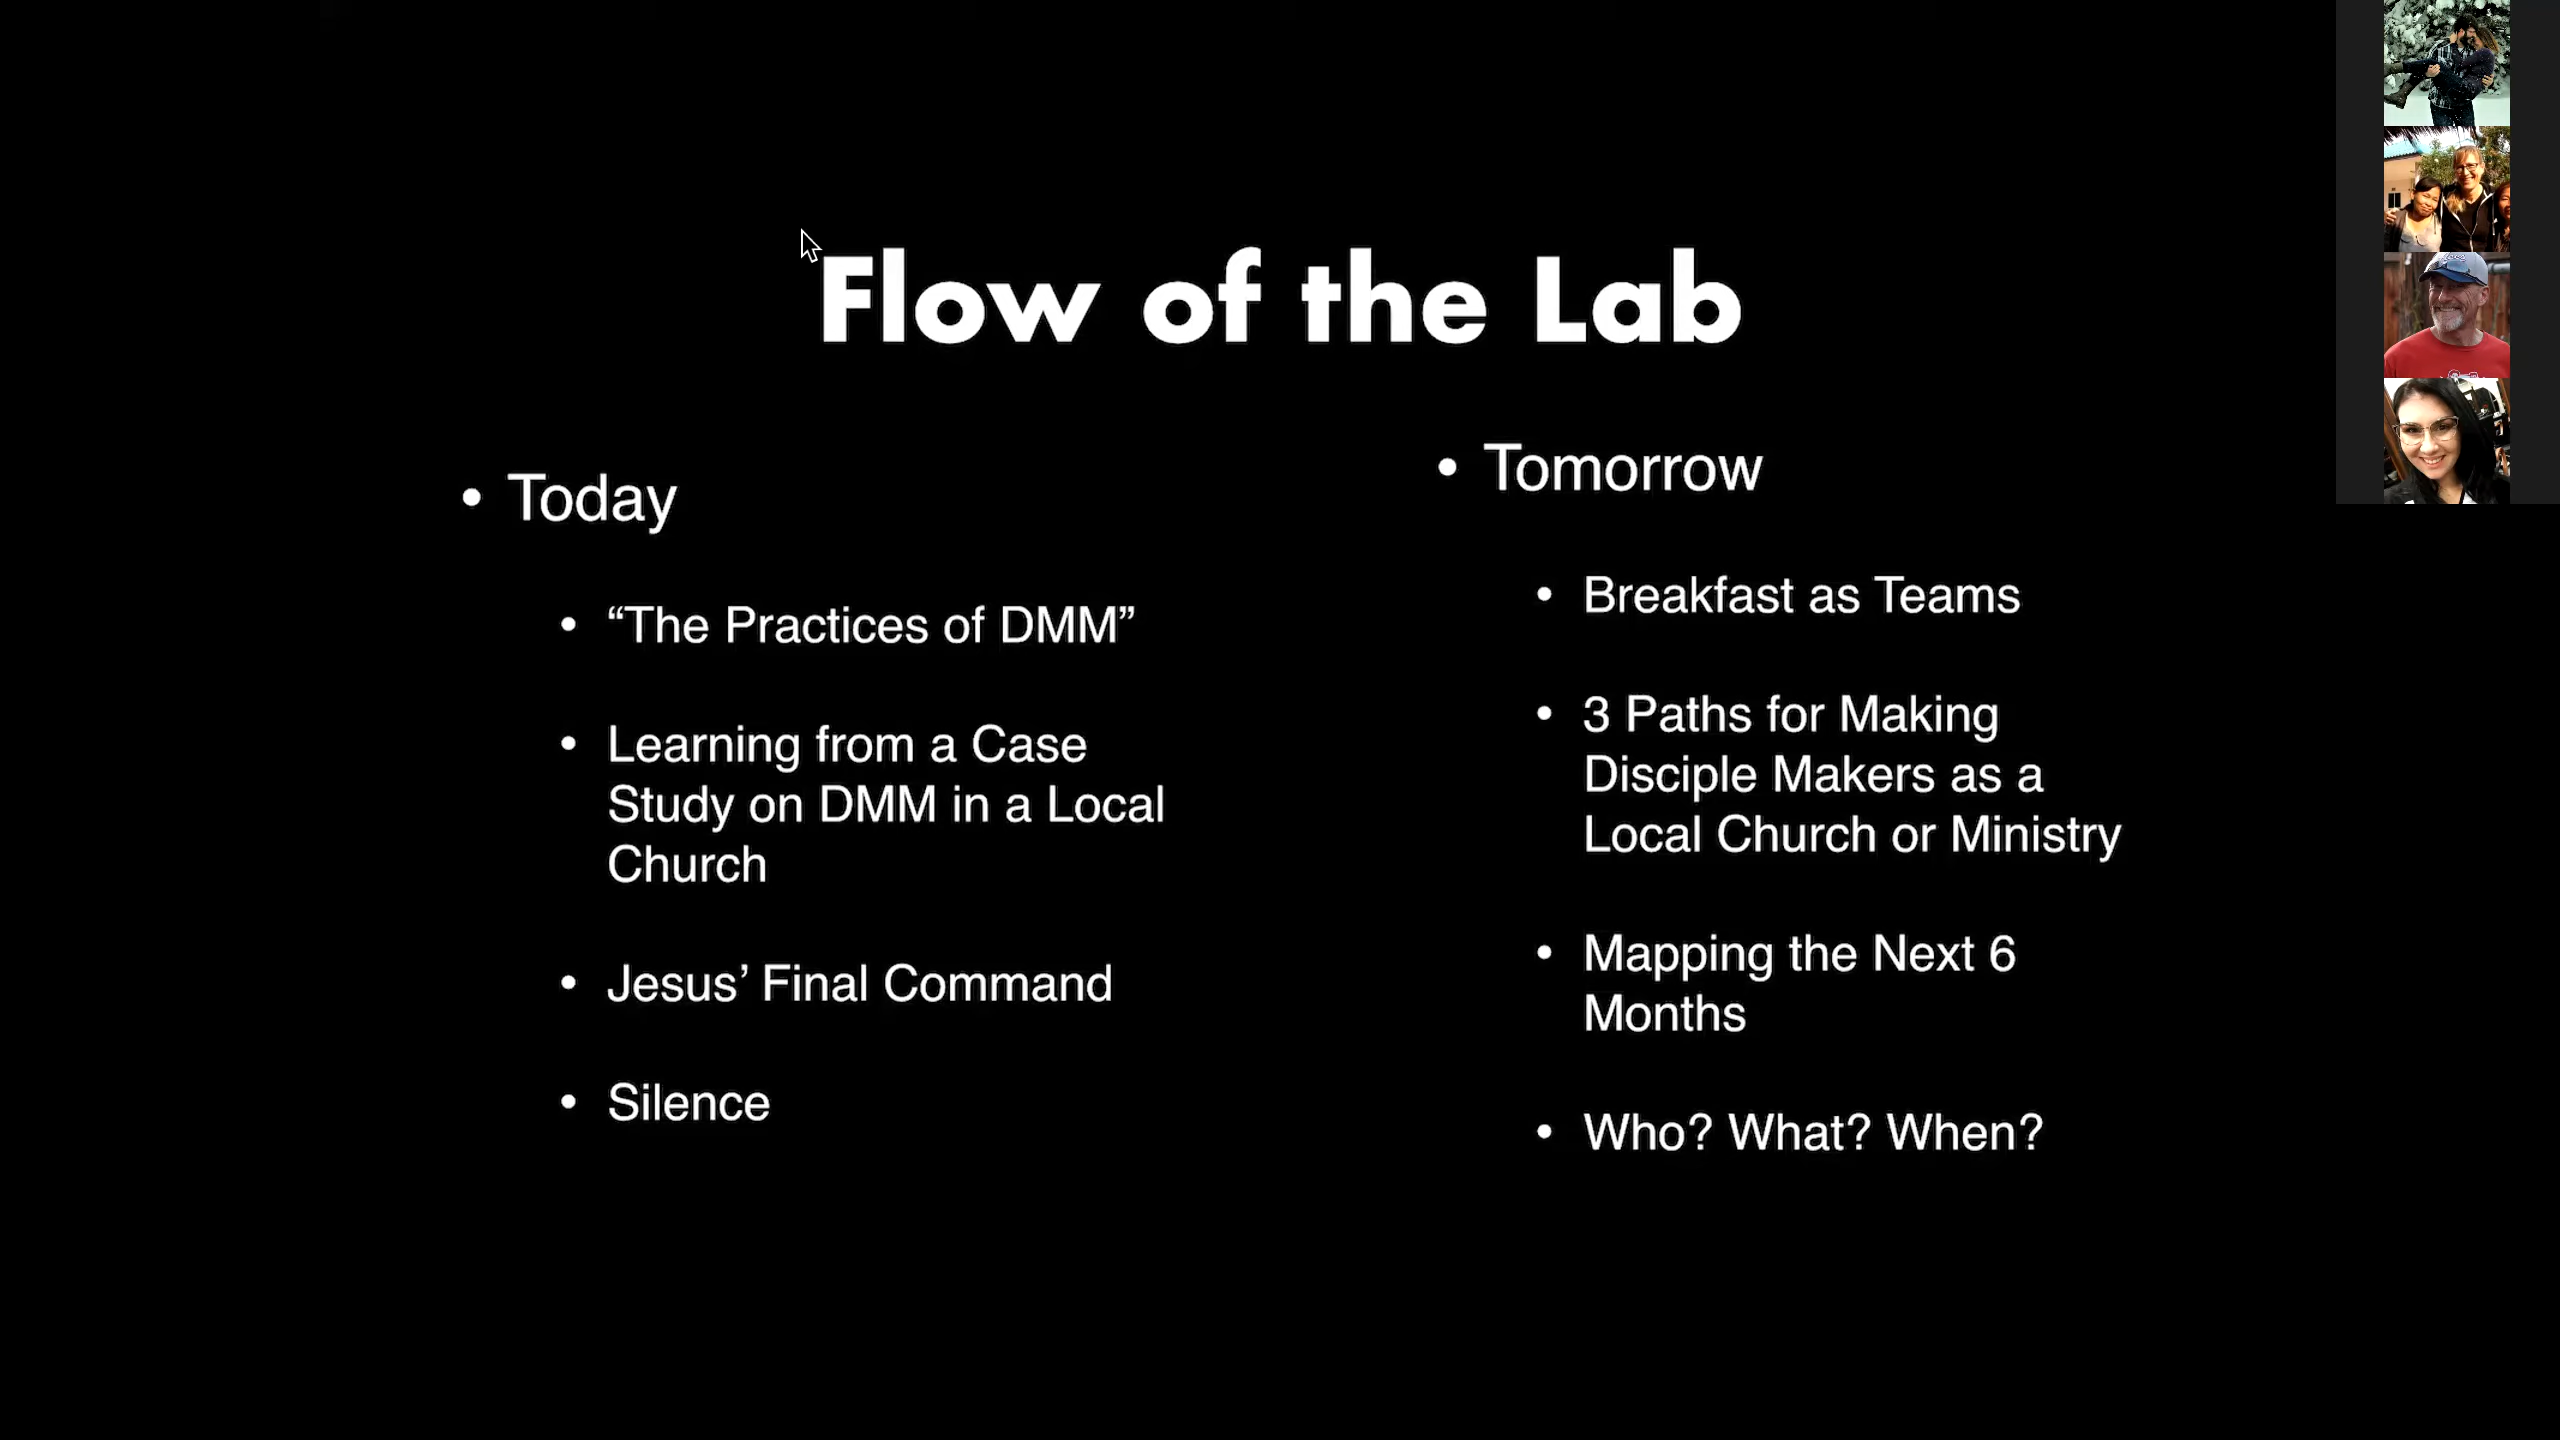 Flow of the Lab
• Today
• “The Practices of DMM”
• Learning from a Case
Study on DMM in a Local
Church
• Jesus’ Final Command
• Silence
• Tomorrow
• Breakfast as Teams
• 3 Paths for Making
Disciple Makers as a
Local Church or Ministry
• Mapping the Next 6
Months
• Who? What? When?